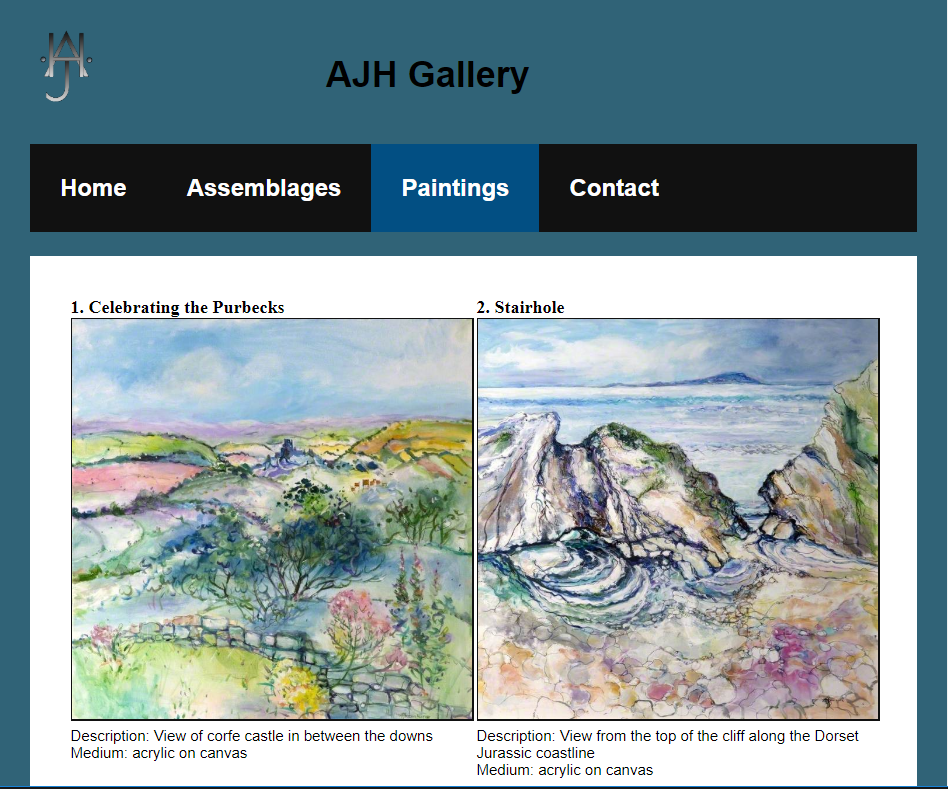 AJH
AJH Gallery
Home Assemblages Paintings Contact
1. Celebrating the Purbecks
2. Stairhole
Description: View of corfe castle in between the downs
Medium: acrylic on canvas
Description: View from the top of the cliff along the Dorset
Jurassic coastline
Medium: acrylic on canvas